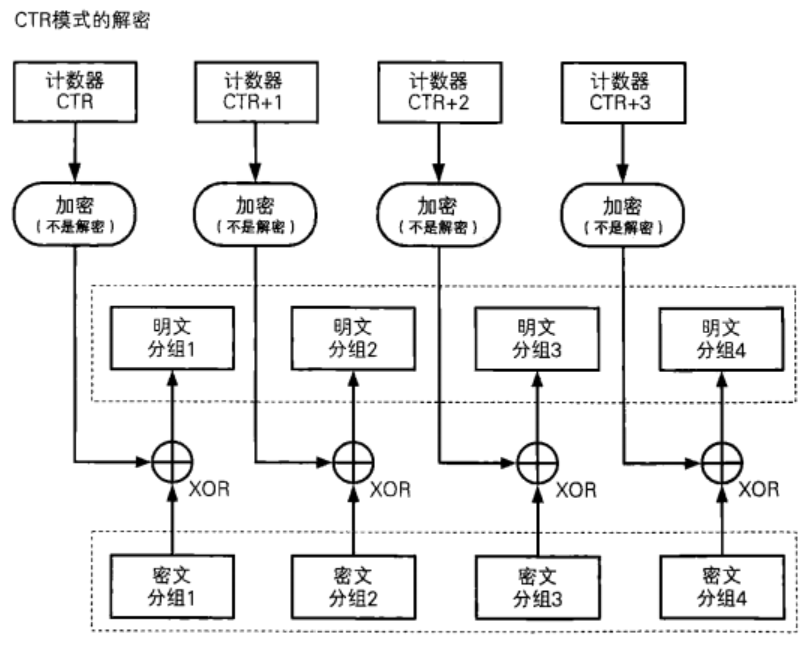 CTR模式的解密
计数器
CTR
计数器
CTR+1
计数器
CTR+2
计数器
CTR+3
加密
(不是解密)
加密
(不是解密)
加密
(不是解密)
加密
(不是解密)
明文
分组1
明文
分组2
明文
分组3
明文
分组4
XOR
XOR
XOR
XOR
密文
分组1
密文
分组2
密文
分组3
密文
分组4